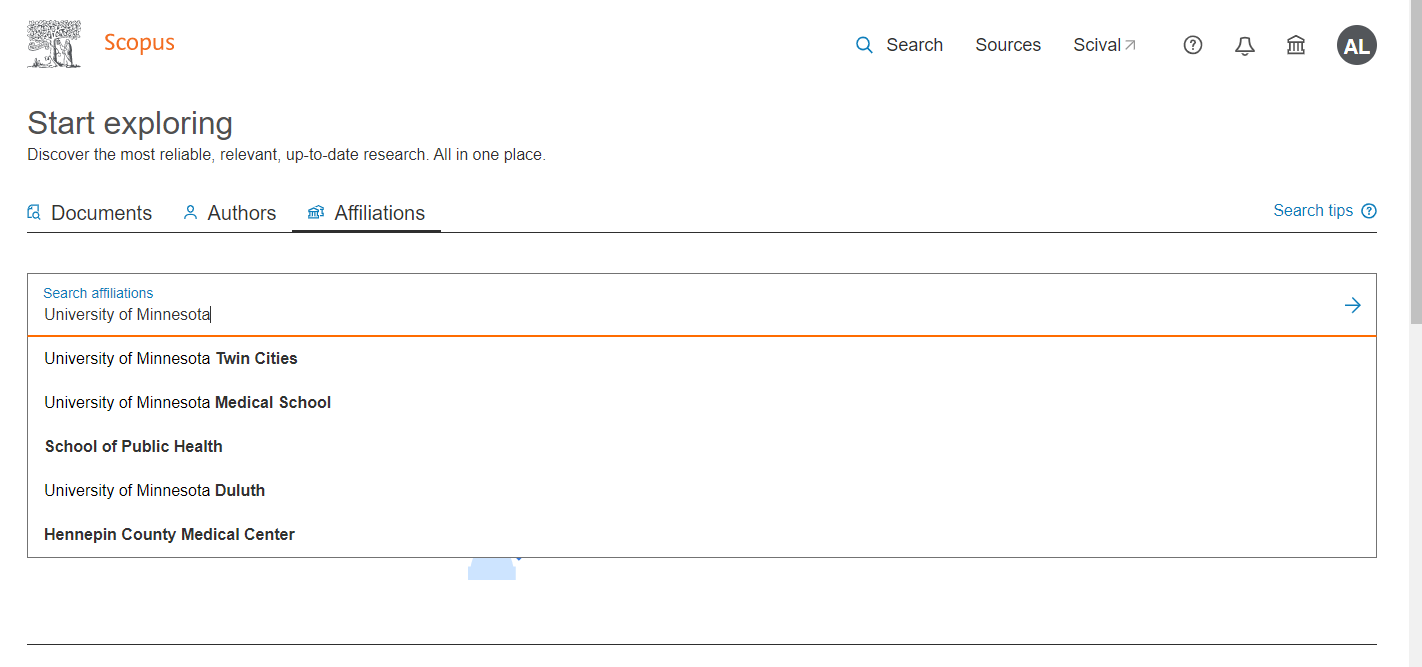 Scopus
Search Sources Scival
AL
Start exploring
Discover the most reliable, relevant, up-to-date research. All in one place.
Documents Authors Affiliations Search tips
Search affiliations
University of Minnesota
University of Minnesota Twin Cities
University of Minnesota Medical School
School of Public Health
University of Minnesota Duluth
Hennepin County Medical Center